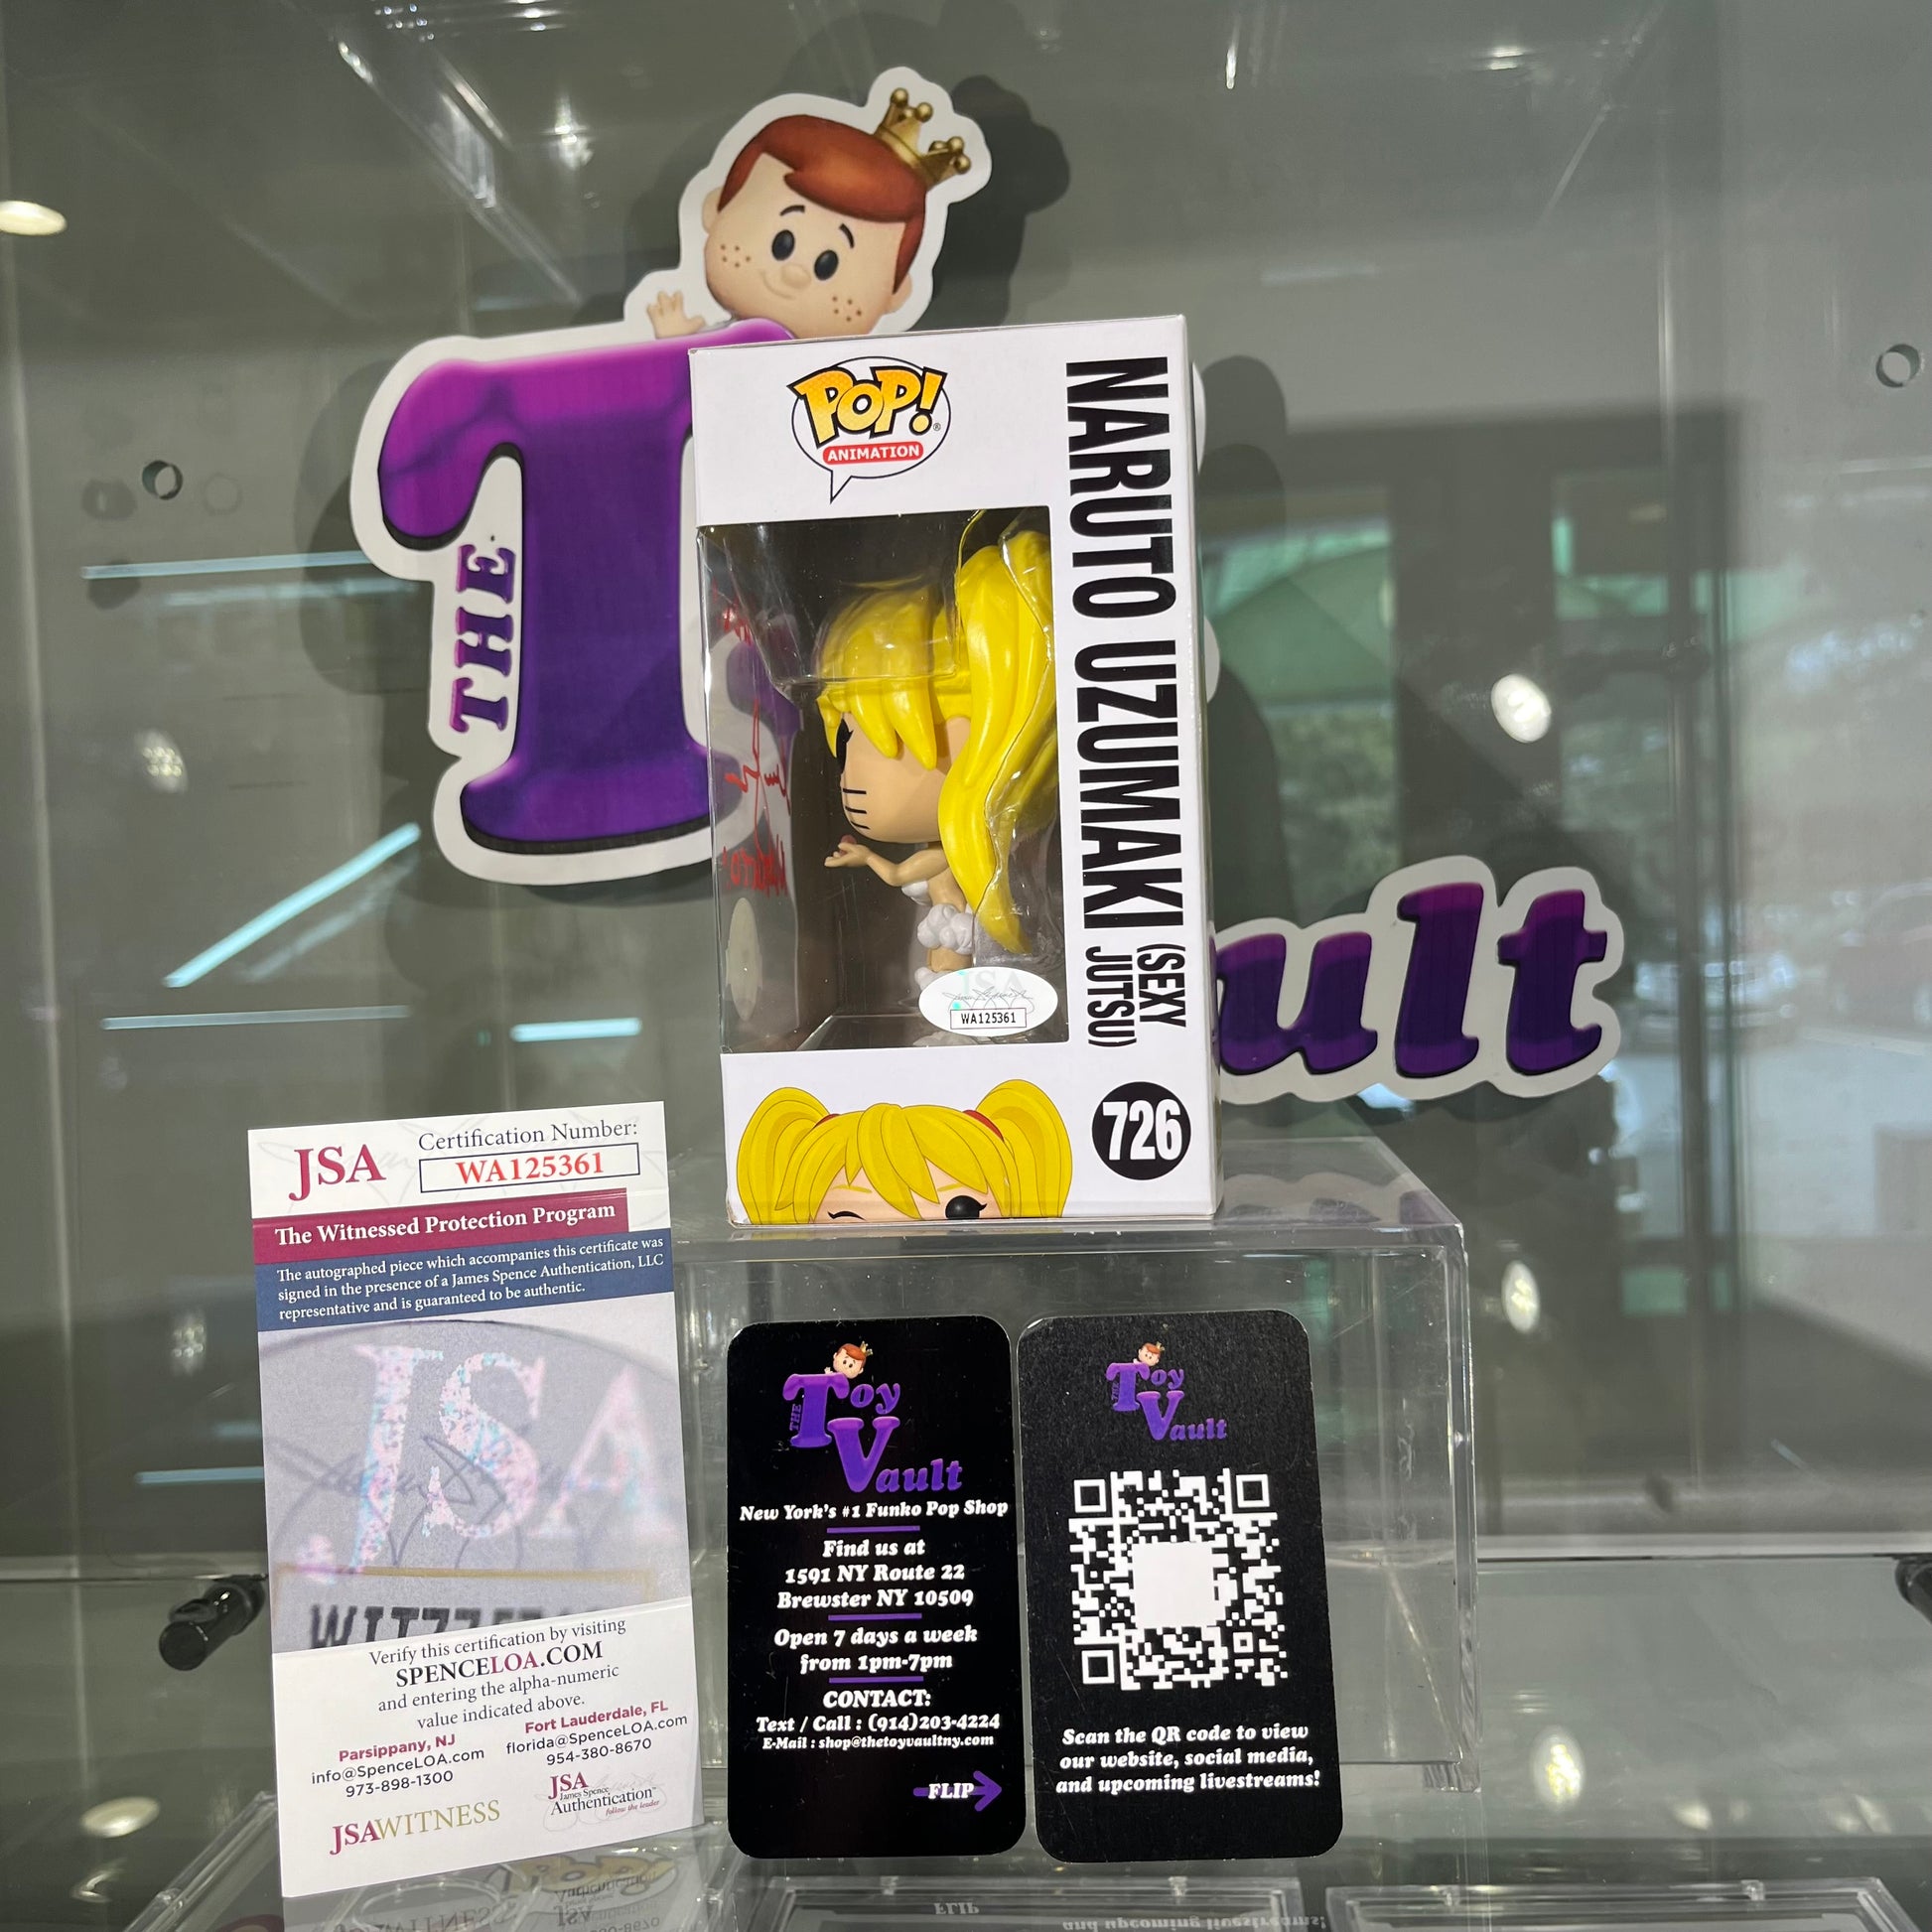 THE
T
ault
POP!
ANIMATION
NARUTO UZUMAKI (SEXY JUTSU)
726
JSA
WA125361
JSA
Certification Number:
WA125361
The Witnessed Protection Program
The autographed piece which accompanies this certificate was
signed in the presence of a James Spence Authentication, LLC
representative and is guaranteed to be authentic.
JSA
Verify this certification by visiting
SPENCELOA.COM
and entering the alpha-numeric
value indicated above.
Parsippany, NJ
info@SpenceLOA.com
973-898-1300
Fort Lauderdale, FL
florida@SpenceLOA.com
954-380-8670
JSAWITNESS
JSA
James Spence
Authentication™
follow the leader
THE Toy
Vault
New York's #1 Funko Pop Shop
Find us at
1591 NY Route 22
Brewster NY 10509
Open 7 days a week
from 1pm-7pm
CONTACT:
Text / Call : (914)203-4224
E-Mail : shop@thetoyvaultny.com
FLIP
THE Toy
Vault
Scan the QR code to view
our website, social media,
and upcoming livestreams!